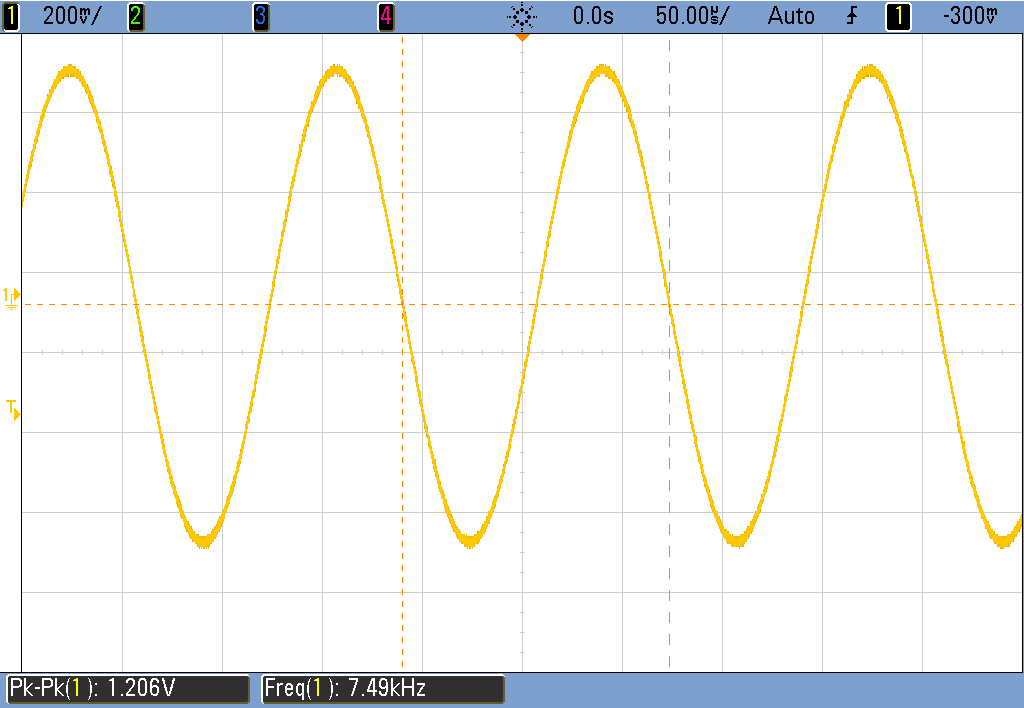 1 200mV/ 2 3 4 0.0s 50.00us/ Auto 1 -300mV
1
T
Pk-Pk(1): 1.206V Freq(1): 7.49kHz